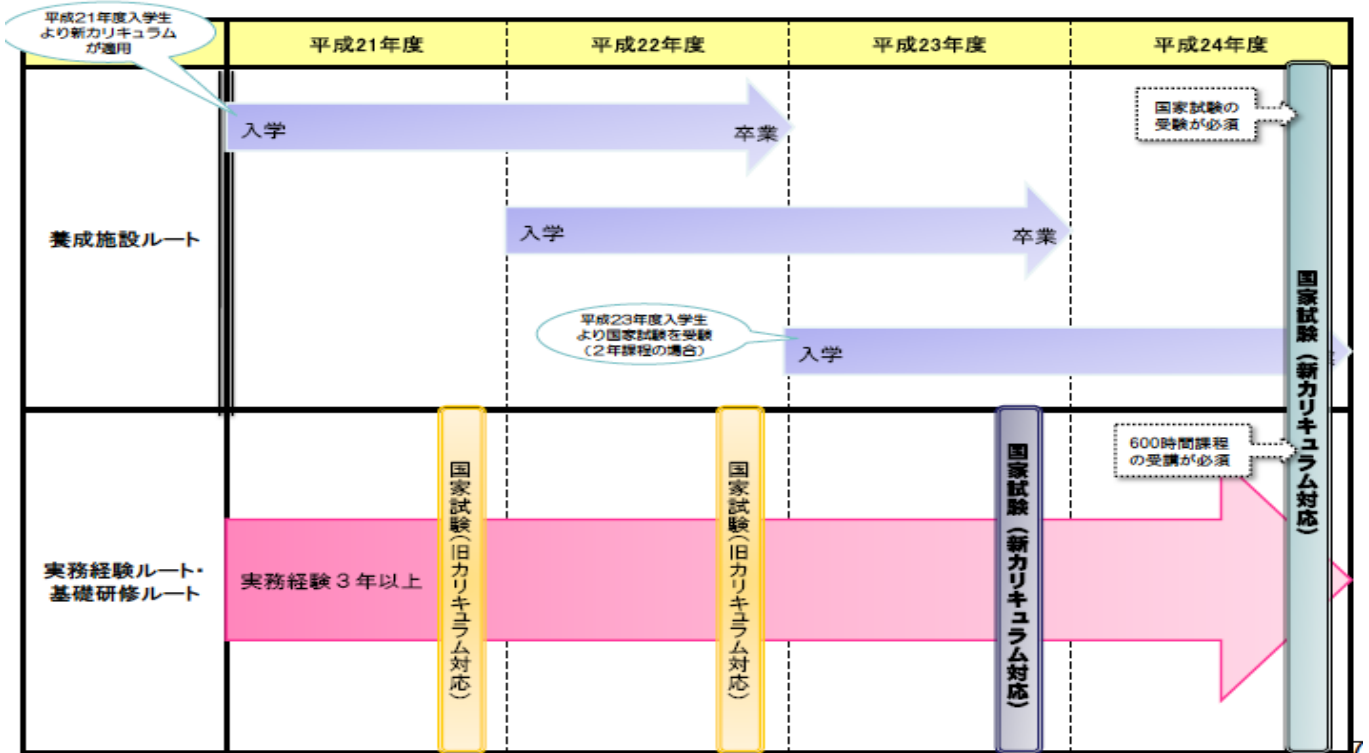 平成21年度入学生
より新カリキュラム
が適用
平成21年度
平成22年度
平成23年度
平成24年度
養成施設ルート
入学
卒業
入学
卒業
平成23年度入学生
より国家試験を受験
(2年課程の場合)
入学
国家試験の
受験が必須
国家試験(新カリキュラム対応)
実務経験ルート・
基礎研修ルート
実務経験3年以上
国家試験(旧カリキュラム対応)
国家試験(旧カリキュラム対応)
国家試験(新カリキュラム対応)
600時間課程
の受講が必須
7